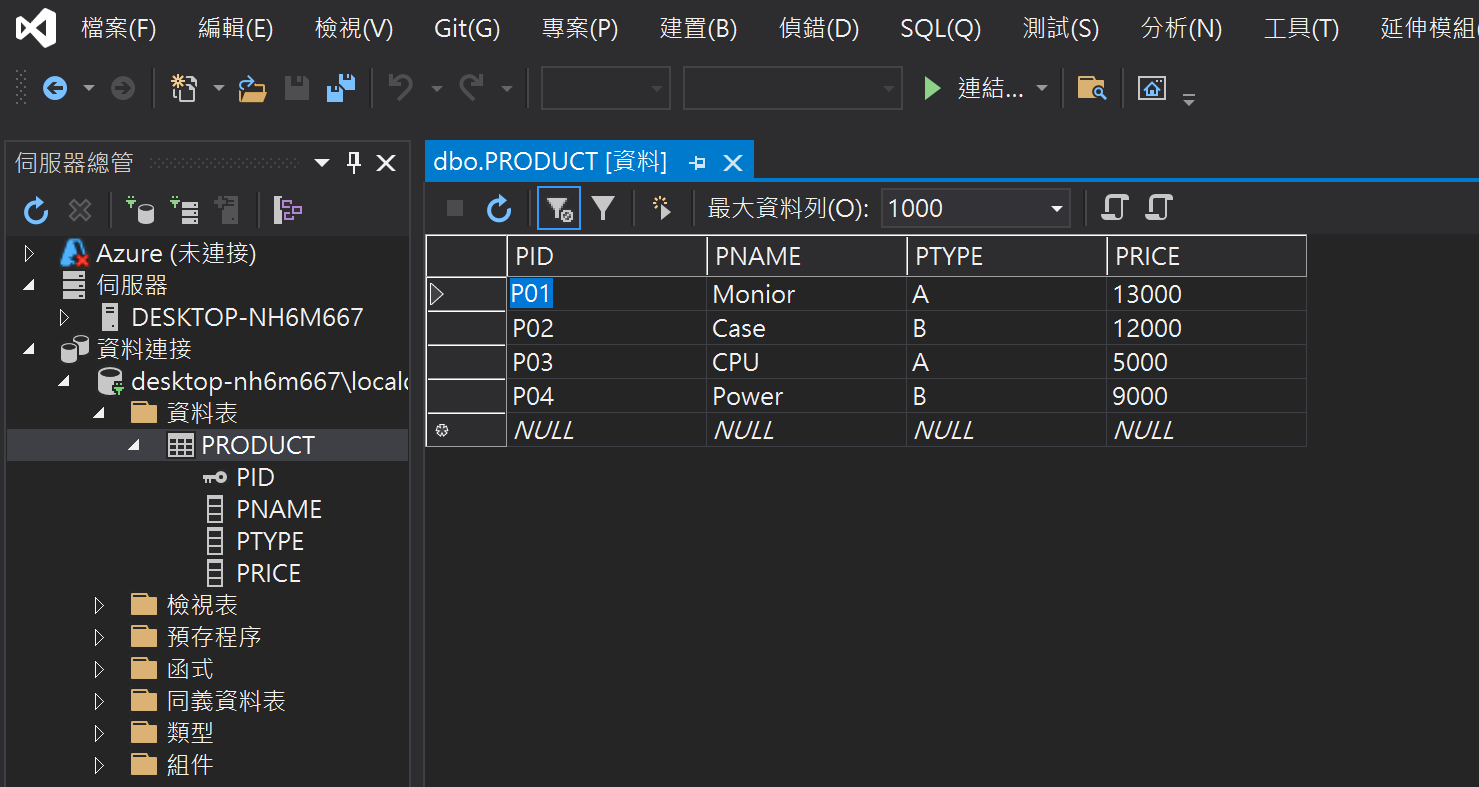 檔案(F) 編輯(E) 檢視(V) Git(G) 專案(P) 建置(B) 偵錯(D) SQL(Q) 測試(S) 分析(N) 工具(T) 延伸模組(
連結...
伺服器總管
dbo.PRODUCT [資料]
最大資料列(O): 1000
Azure (未連接)
伺服器
DESKTOP-NH6M667
資料連接
desktop-nh6m667\localc
資料表
PRODUCT
PID
PNAME
PTYPE
PRICE
檢視表
預存程序
函式
同義資料表
類型
組件
PID PNAME PTYPE PRICE
P01 Monior A 13000
P02 Case B 12000
P03 CPU A 5000
P04 Power B 9000
NULL NULL NULL NULL